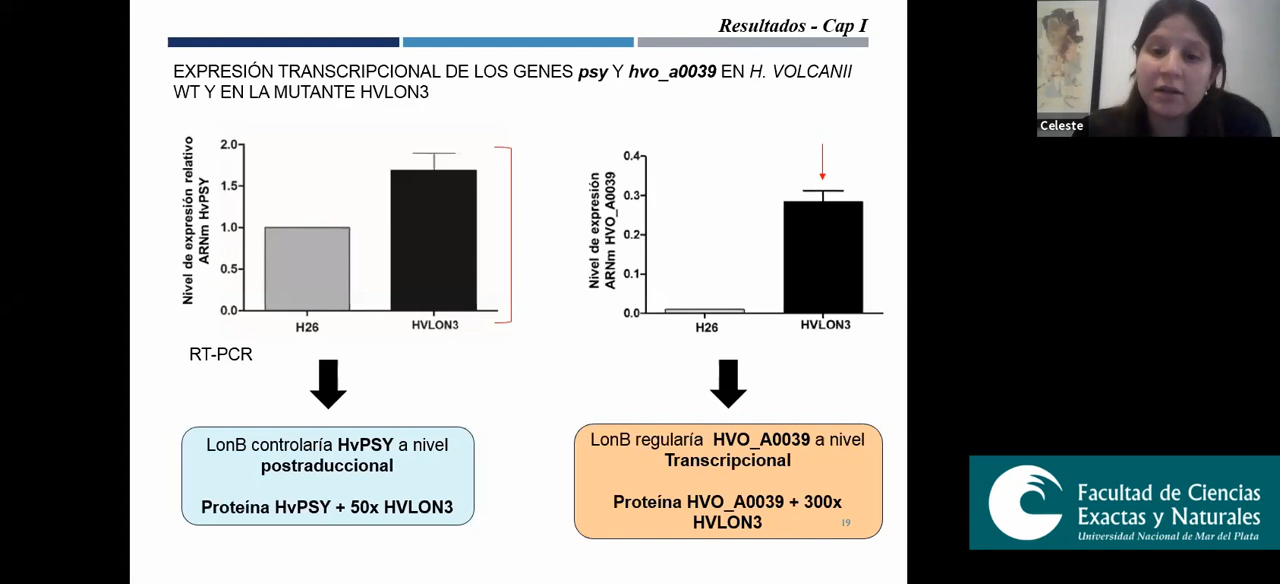 Resultados - Cap I
EXPRESIÓN TRANSCRIPCIONAL DE LOS GENES psy Y hvo_a0039 EN H. VOLCANII
WT Y EN LA MUTANTE HVLON3
Nivel de expresión relativo
ARNm HvPSY
2.0
1.5
1.0
0.5
0.0
H26
HVLON3
RT-PCR
Nivel de expresión
ARNm HVO_A0039
0.4
0.3
0.2
0.1
0.0
H26
HVLON3
LonB controlaría HvPSY a nivel
postraduccional
Proteína HvPSY + 50x HVLON3
LonB regularía HVO_A0039 a nivel
Transcripcional
Proteína HVO_A0039 + 300x
HVLON3
19
Celeste
Facultad de Ciencias
Exactas y Naturales
Universidad Nacional de Mar del Plata